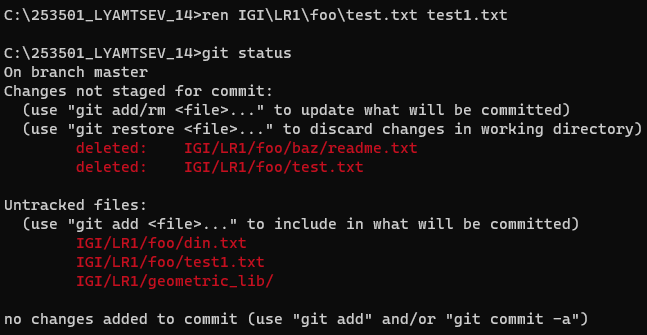 C:\253501_LYAMTSEV_14>ren IGI\LR1\foo\test.txt test1.txt
C:\253501_LYAMTSEV_14>git status
On branch master
Changes not staged for commit:
(use "git add/rm <file>..." to update what will be committed)
(use "git restore <file>..." to discard changes in working directory)
deleted:    IGI/LR1/foo/baz/readme.txt
deleted:    IGI/LR1/foo/test.txt
Untracked files:
(use "git add <file>..." to include in what will be committed)
IGI/LR1/foo/din.txt
IGI/LR1/foo/test1.txt
IGI/LR1/geometric_lib/
no changes added to commit (use "git add" and/or "git commit -a")